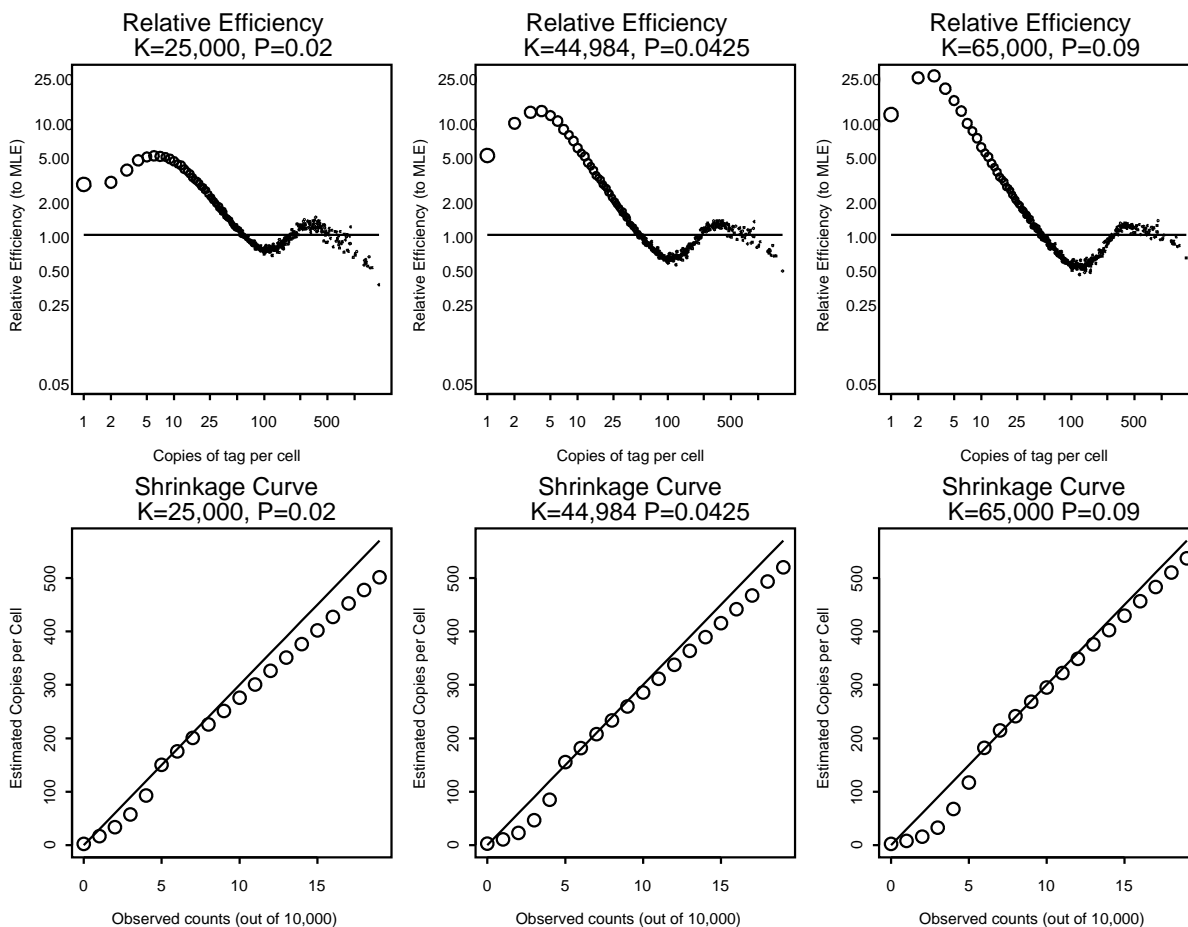 Relative Efficiency
K=25,000, P=0.02
Relative Efficiency (to MLE)
25.00
10.00
5.00
2.00
1.00
0.50
0.25
0.05
1 2 5 10 25 100 500
Copies of tag per cell
Relative Efficiency
K=44,984, P=0.0425
Relative Efficiency (to MLE)
25.00
10.00
5.00
2.00
1.00
0.50
0.25
0.05
1 2 5 10 25 100 500
Copies of tag per cell
Relative Efficiency
K=65,000, P=0.09
Relative Efficiency (to MLE)
25.00
10.00
5.00
2.00
1.00
0.50
0.25
0.05
1 2 5 10 25 100 500
Copies of tag per cell
Shrinkage Curve
K=25,000, P=0.02
Estimated Copies per Cell
500
400
300
200
100
0
0 5 10 15
Observed counts (out of 10,000)
Shrinkage Curve
K=44,984 P=0.0425
Estimated Copies per Cell
500
400
300
200
100
0
0 5 10 15
Observed counts (out of 10,000)
Shrinkage Curve
K=65,000 P=0.09
Estimated Copies per Cell
500
400
300
200
100
0
0 5 10 15
Observed counts (out of 10,000)